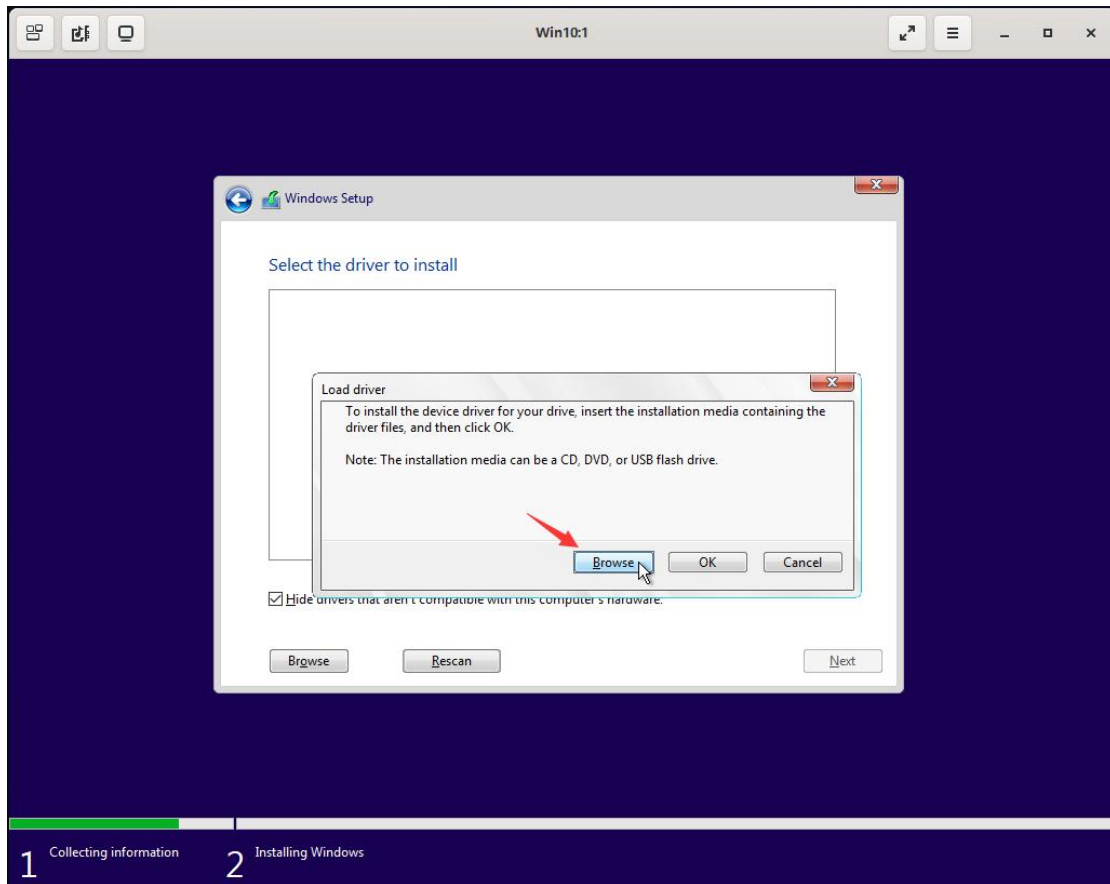 Win10:1
Windows Setup
Select the driver to install
Load driver
To install the device driver for your drive, insert the installation media containing the
driver files, and then click OK.
Note: The installation media can be a CD, DVD, or USB flash drive.
Browse
OK
Cancel
Hide drivers that aren't compatible with this computer's hardware.
Browse
Rescan
Next
1 Collecting information
2 Installing Windows